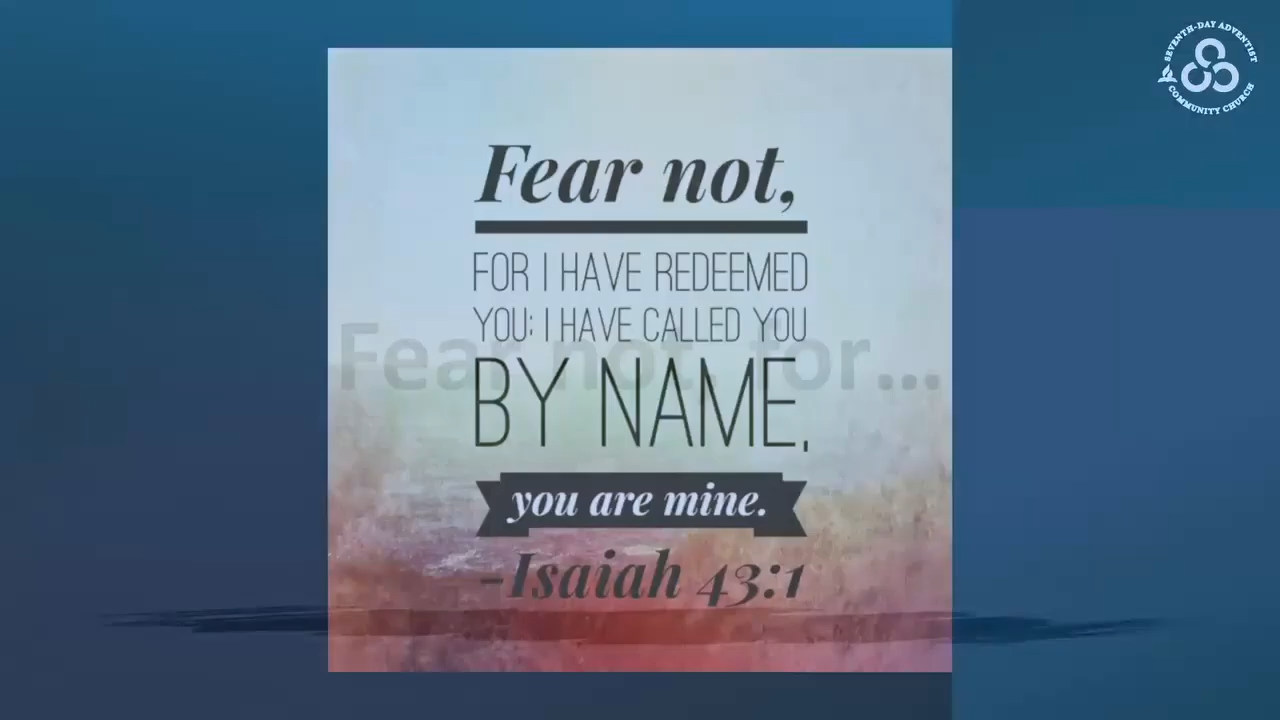 SEVENTH-DAY ADVENTIST
COMMUNITY CHURCH
Fear not,
FOR I HAVE REDEEMED
YOU; I HAVE CALLED YOU
Fear not, for...
BY NAME,
you are mine.
-Isaiah 43:1